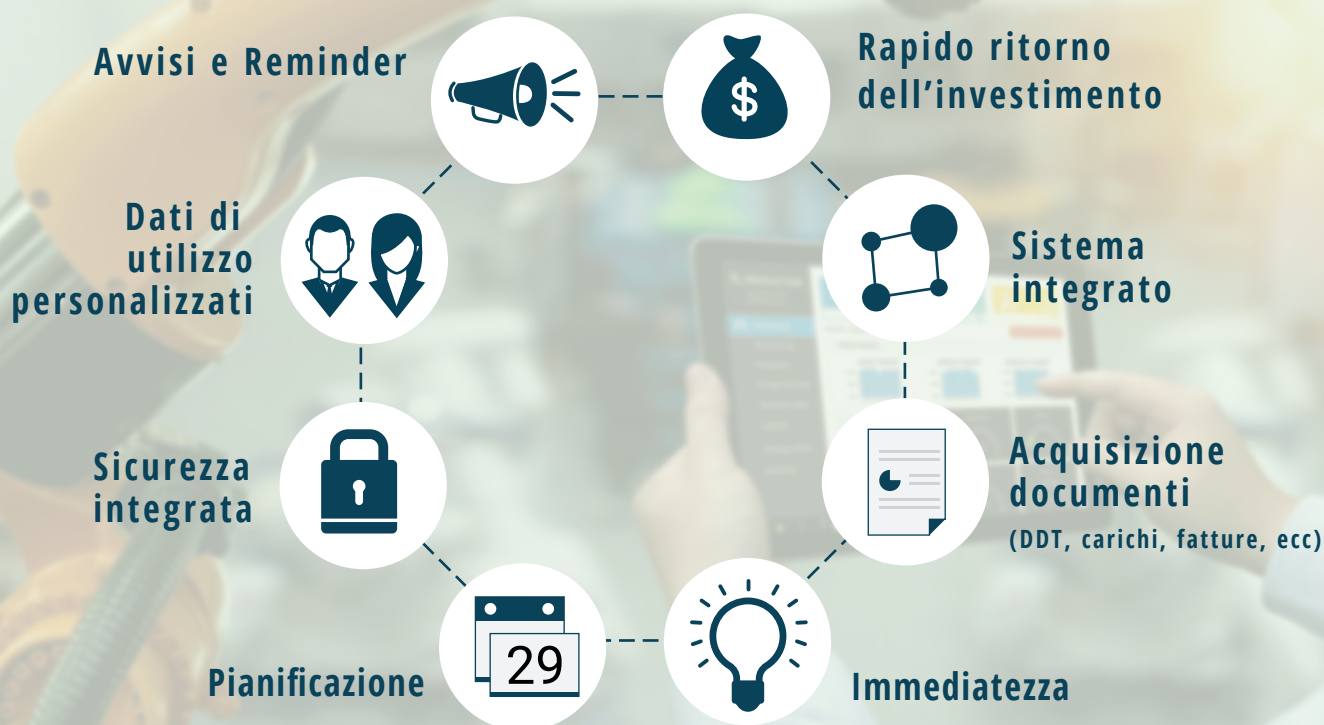 Avvisi e Reminder
Rapido ritorno
dell’investimento
$
Dati di
utilizzo
personalizzati
Sistema
integrato
Sicurezza
integrata
Acquisizione
documenti
(DDT, carichi, fatture, ecc)
Pianificazione
29
Immediatezza